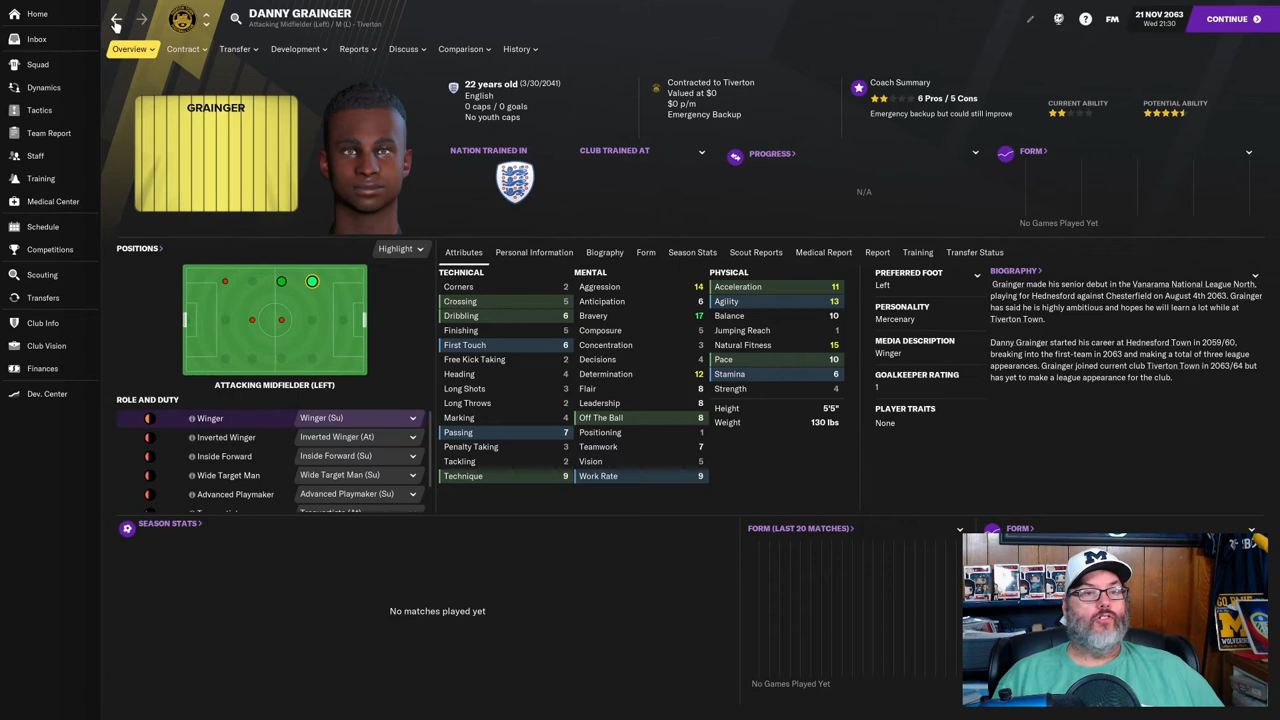 Home
Inbox
Squad
Dynamics
Tactics
Team Report
Staff
Training
Medical Center
Schedule
Competitions
Scouting
Transfers
Club Info
Club Vision
Finances
Dev. Center
DANNY GRAINGER
Attacking Midfielder (Left) / M (L) - Tiverton
FM
21 NOV 2063
Wed 21:30
CONTINUE
Overview
Contract
Transfer
Development
Reports
Discuss
Comparison
History
GRAINGER
22 years old (3/30/2041)
English
0 caps / 0 goals
No youth caps
Contracted to Tiverton
Valued at $0
$0 p/m
Emergency Backup
Coach Summary
6 Pros / 5 Cons
Emergency backup but could still improve
CURRENT ABILITY
POTENTIAL ABILITY
NATION TRAINED IN
CLUB TRAINED AT
PROGRESS
N/A
FORM
No Games Played Yet
POSITIONS
Highlight
ATTACKING MIDFIELDER (LEFT)
ROLE AND DUTY
Winger Winger (Su)
Inverted Winger Inverted Winger (At)
Inside Forward Inside Forward (Su)
Wide Target Man Wide Target Man (Su)
Advanced Playmaker Advanced Playmaker (Su)
Attributes
Personal Information
Biography
Form
Season Stats
Scout Reports
Medical Report
Report
Training
Transfer Status
TECHNICAL
Corners 2
Crossing 5
Dribbling 6
Finishing 5
First Touch 6
Free Kick Taking 2
Heading 4
Long Shots 3
Long Throws 2
Marking 4
Passing 7
Penalty Taking 3
Tackling 2
Technique 9
MENTAL
Aggression 14
Anticipation 6
Bravery 17
Composure 5
Concentration 3
Decisions 4
Determination 12
Flair 8
Leadership 8
Off The Ball 8
Positioning 1
Teamwork 7
Vision 5
Work Rate 9
PHYSICAL
Acceleration 11
Agility 13
Balance 10
Jumping Reach 1
Natural Fitness 15
Pace 10
Stamina 6
Strength 4
Height 5'5"
Weight 130 lbs
PREFERRED FOOT
Left
PERSONALITY
Mercenary
MEDIA DESCRIPTION
Winger
GOALKEEPER RATING
1
PLAYER TRAITS
None
BIOGRAPHY
Grainger made his senior debut in the Vanarama National League North,
playing for Hednesford against Chesterfield on August 4th 2063. Grainger
has said he is highly ambitious and hopes he will learn a lot while at
Tiverton Town.
Danny Grainger started his career at Hednesford Town in 2059/60,
breaking into the first-team in 2063 and making a total of three league
appearances. Grainger joined current club Tiverton Town in 2063/64 but
has yet to make a league appearance for the club.
SEASON STATS
No matches played yet
FORM (LAST 20 MATCHES)
No Games Played Yet
FORM
M
GO BLUE
M